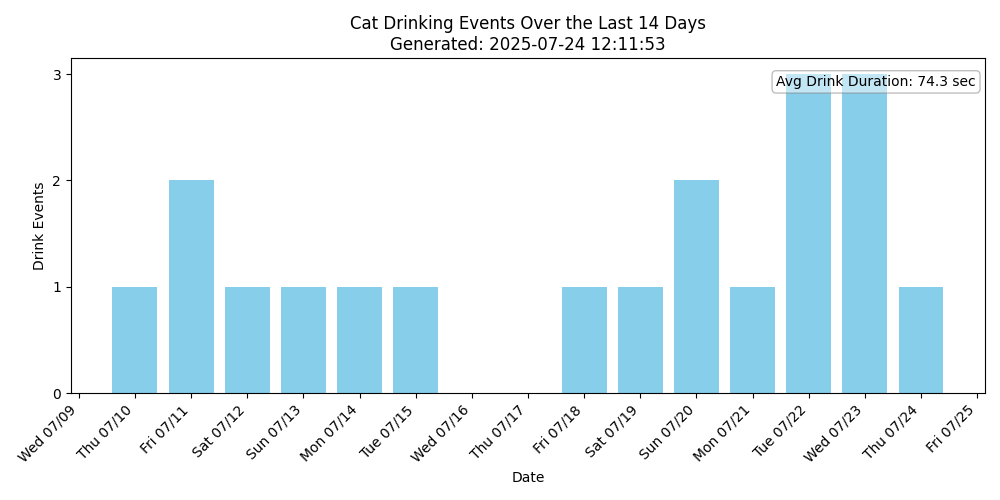 Cat Drinking Events Over the Last 14 Days
Generated: 2025-07-24 12:11:53
Avg Drink Duration: 74.3 sec
Drink Events
3
2
1
0
Wed 07/09
Thu 07/10
Fri 07/11
Sat 07/12
Sun 07/13
Mon 07/14
Tue 07/15
Wed 07/16
Thu 07/17
Fri 07/18
Sat 07/19
Sun 07/20
Mon 07/21
Tue 07/22
Wed 07/23
Thu 07/24
Fri 07/25
Date